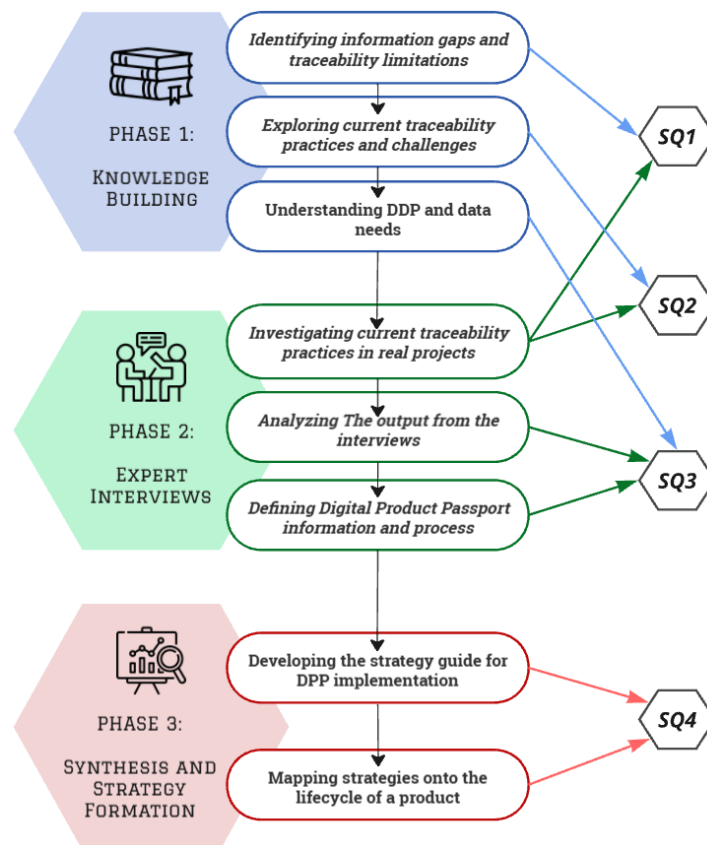 PHASE 1:
KNOWLEDGE
BUILDING
Identifying information gaps and
traceability limitations
Exploring current traceability
practices and challenges
Understanding DDP and data
needs
SQ1
SQ2
PHASE 2:
EXPERT
INTERVIEWS
Investigating current traceability
practices in real projects
Analyzing The output from the
interviews
Defining Digital Product Passport
information and process
SQ3
PHASE 3:
SYNTHESIS AND
STRATEGY
FORMATION
Developing the strategy guide for
DPP implementation
Mapping strategies onto the
lifecycle of a product
SQ4